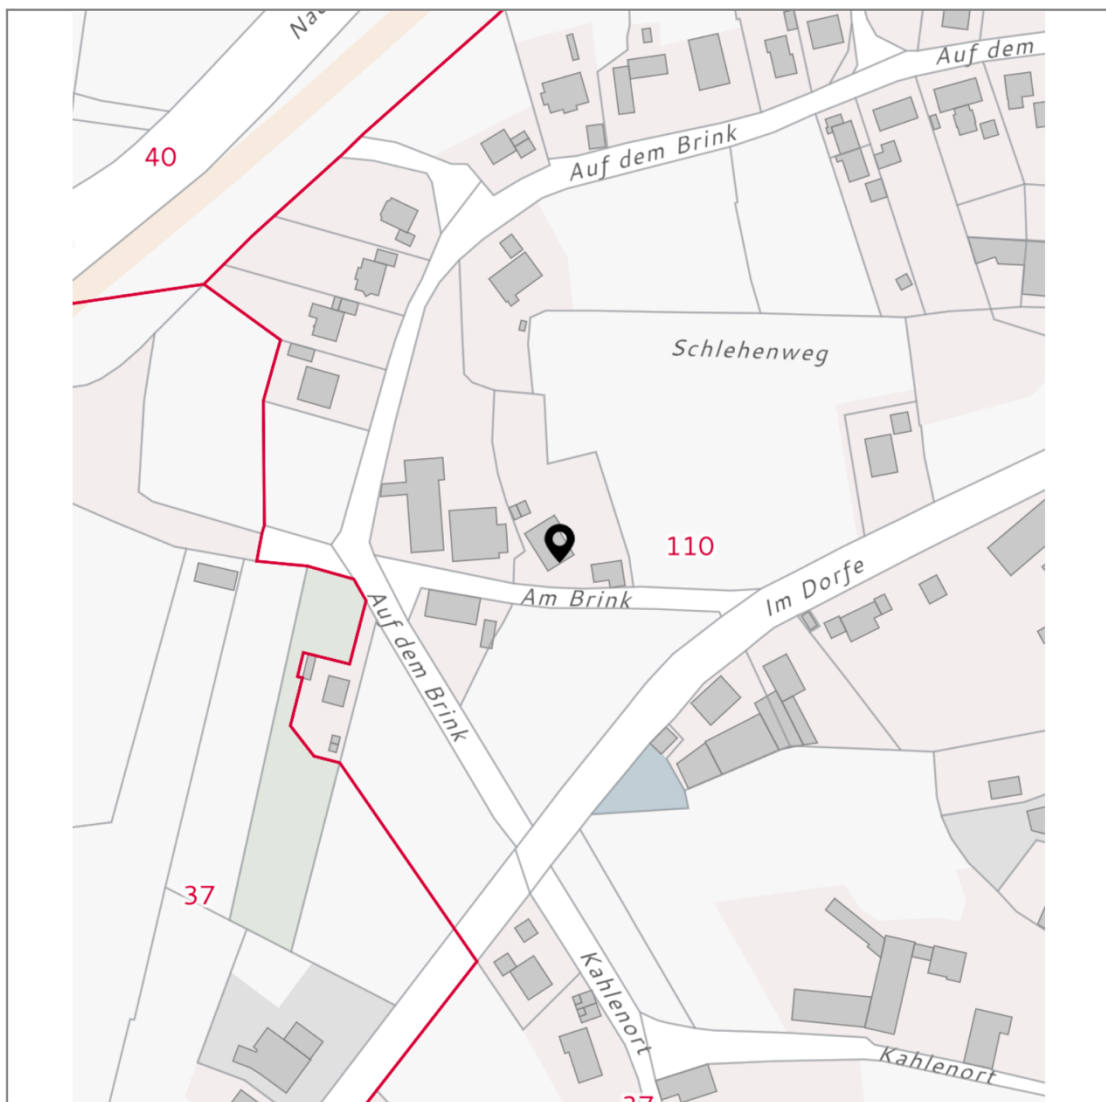 Auf dem
40
Auf dem Brink
Schlehenweg
110
Im Dorfe
Am Brink
Auf dem Brink
37
Kahlenort
Kahlenort